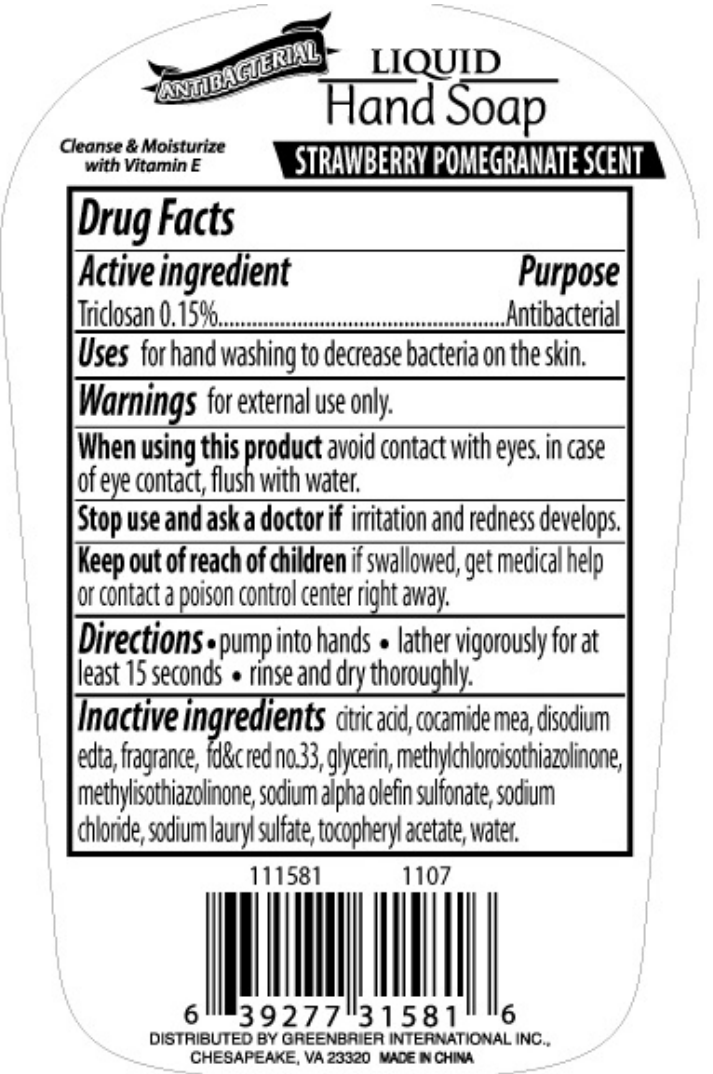 ANTIBACTERIAL
LIQUID
Hand Soap
Cleanse & Moisturize
with Vitamin E
STRAWBERRY POMEGRANATE SCENT
Drug Facts
Active ingredient Purpose
Triclosan 0.15%....................................................Antibacterial
Uses for hand washing to decrease bacteria on the skin.
Warnings for external use only.
When using this product avoid contact with eyes. in case
of eye contact, flush with water.
Stop use and ask a doctor if irritation and redness develops.
Keep out of reach of children if swallowed, get medical help
or contact a poison control center right away.
Directions • pump into hands • lather vigorously for at
least 15 seconds • rinse and dry thoroughly.
Inactive ingredients citric acid, cocamide mea, disodium
edta, fragrance, fd&c red no.33, glycerin, methylchloroisothiazolinone,
methylisothiazolinone, sodium alpha olefin sulfonate, sodium
chloride, sodium lauryl sulfate, tocopheryl acetate, water.
111581 1107
6 39277 31581 6
DISTRIBUTED BY GREENBRIER INTERNATIONAL INC.,
CHESAPEAKE, VA 23320 MADE IN CHINA